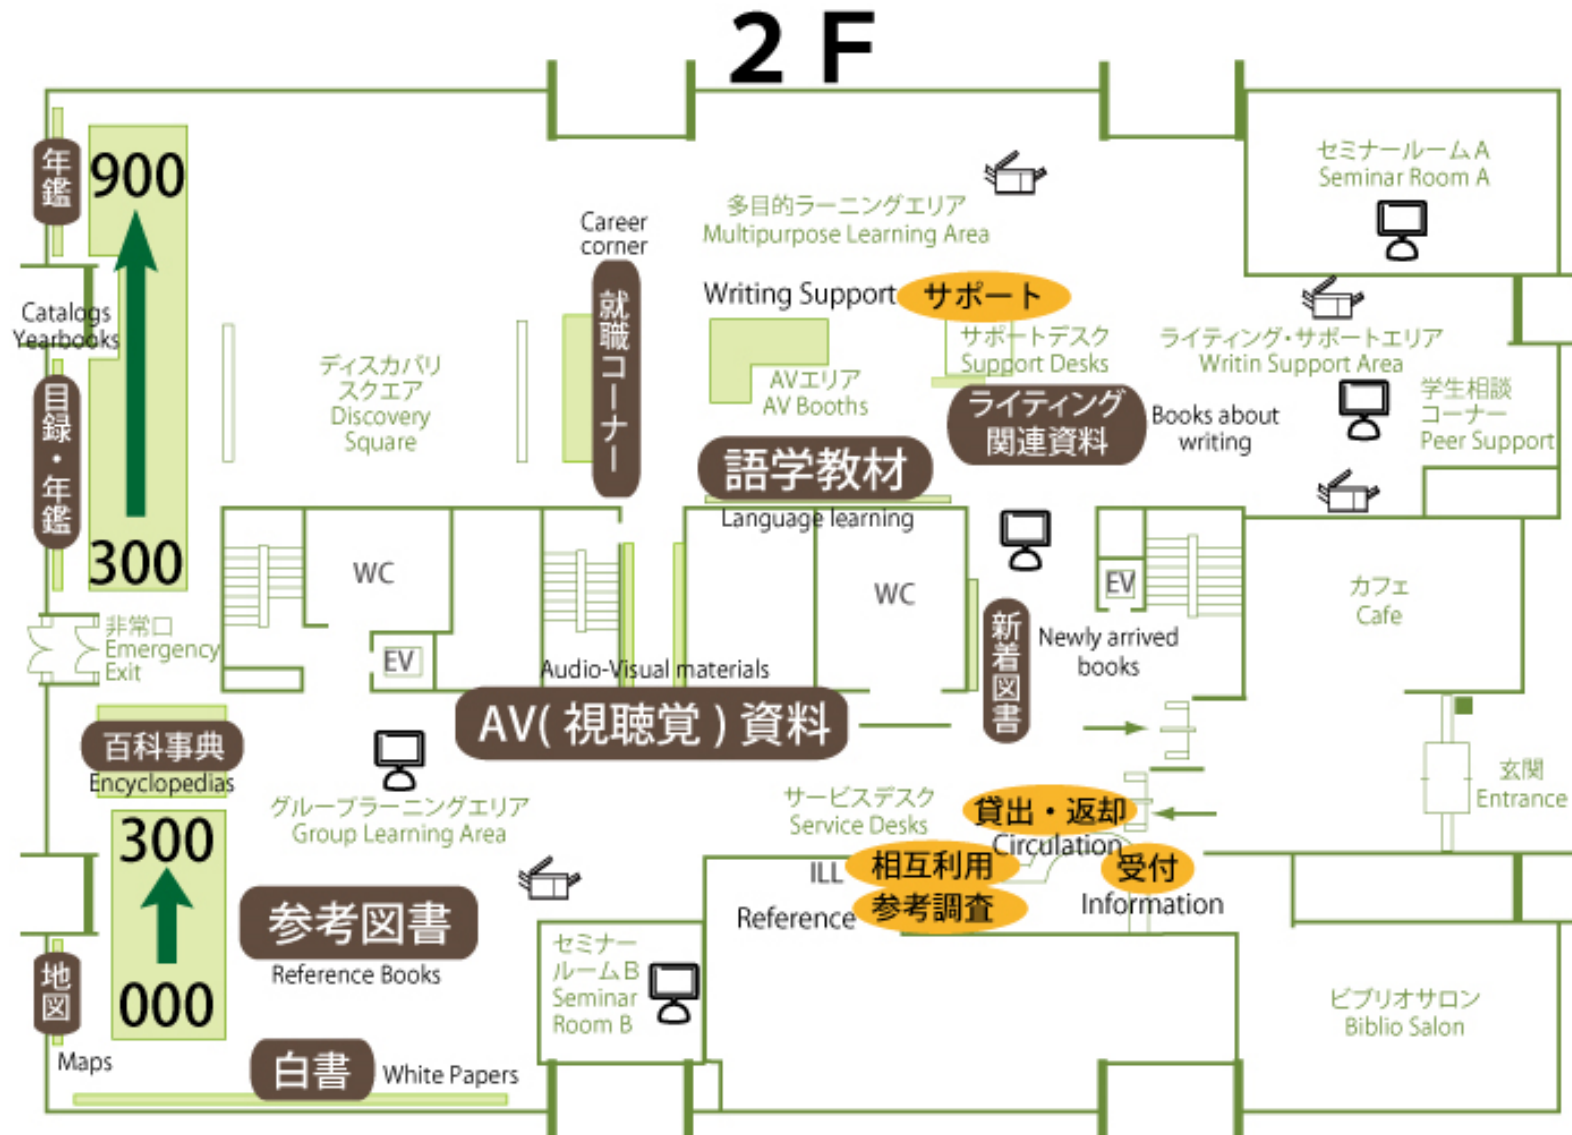 2 F
年鑑
900
Catalogs
Yearbooks
目録・年鑑
300
Career
corner
就職コーナー
ディスカバリ
スクエア
Discovery
Square
多目的ラーニングエリア
Multipurpose Learning Area
セミナールームA
Seminar Room A
Writing Support
サポート
サポートデスク
Support Desks
AVエリア
AV Booths
ライティング・サポートエリア
Writin Support Area
ライティング
関連資料
Books about
writing
学生相談
コーナー
Peer Support
語学教材
Language learning
WC
EV
WC
EV
カフェ
Cafe
非常口
Emergency
Exit
新着図書
Newly arrived
books
Audio-Visual materials
AV(視聴覚)資料
百科事典
Encyclopedias
グループラーニングエリア
Group Learning Area
サービスデスク
Service Desks
貸出・返却
Circulation
玄関
Entrance
300
000
ILL
相互利用
Reference
参考調査
受付
Information
参考図書
Reference Books
地図
Maps
セミナー
ルームB
Seminar
Room B
ビブリオサロン
Biblio Salon
白書
White Papers